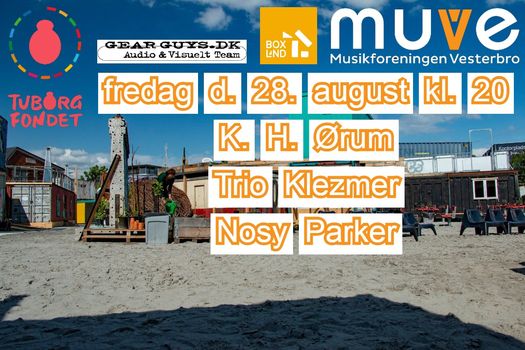 TUBORG
FONDET
GEAR GUYS.DK
Audio & Visuelt Team
BOX
LAND
muve
Musikforeningen Vesterbro
fredag d. 28. august kl. 20
K. H. Ørum
Trio Klezmer
Nosy Parker